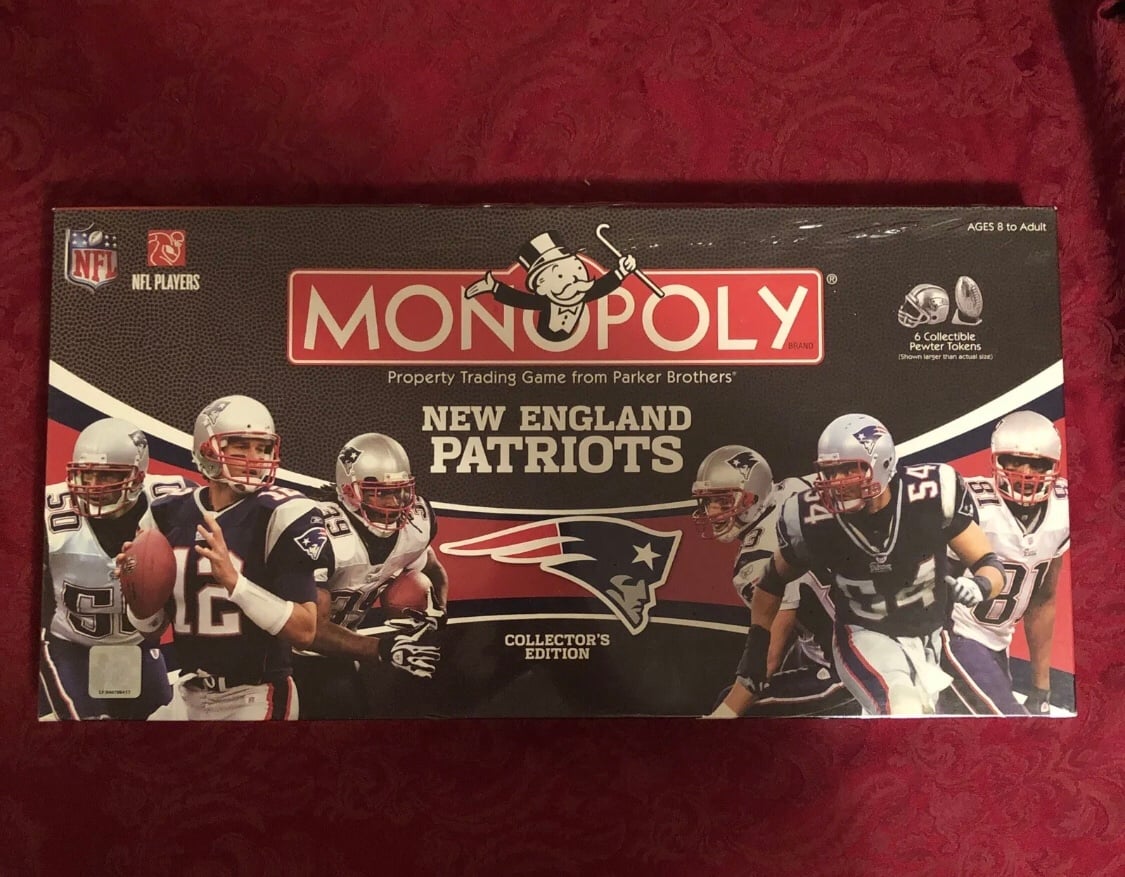 AGES 8 to Adult
NFL
NFL PLAYERS
MONOPOLY®
BRAND
6 Collectible
Pewter Tokens
(Shown larger than actual size)
Property Trading Game from Parker Brothers®
NEW ENGLAND
PATRIOTS
50
12
39
54
54
81
81
COLLECTOR'S
EDITION